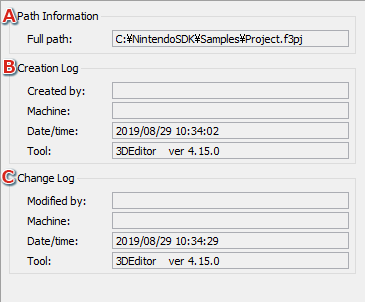 A Path Information
Full path: C:¥NintendoSDK¥Samples¥Project.f3pj
B Creation Log
Created by:
Machine:
Date/time: 2019/08/29 10:34:02
Tool: 3DEditor ver 4.15.0
C Change Log
Modified by:
Machine:
Date/time: 2019/08/29 10:34:29
Tool: 3DEditor ver 4.15.0